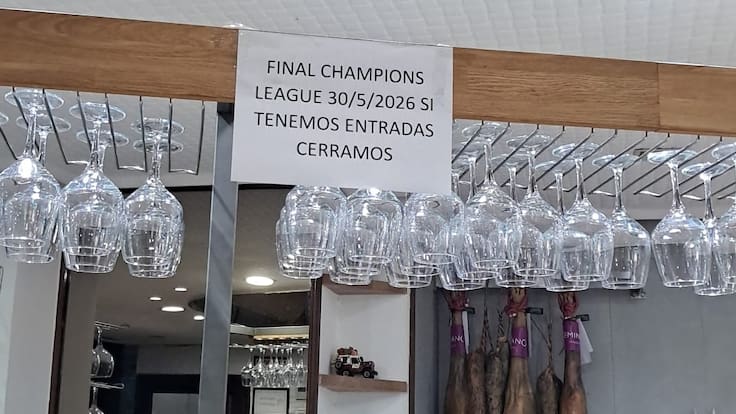 FINAL CHAMPIONS
LEAGUE 30/5/2026 SI
TENEMOS ENTRADAS
CERRAMOS